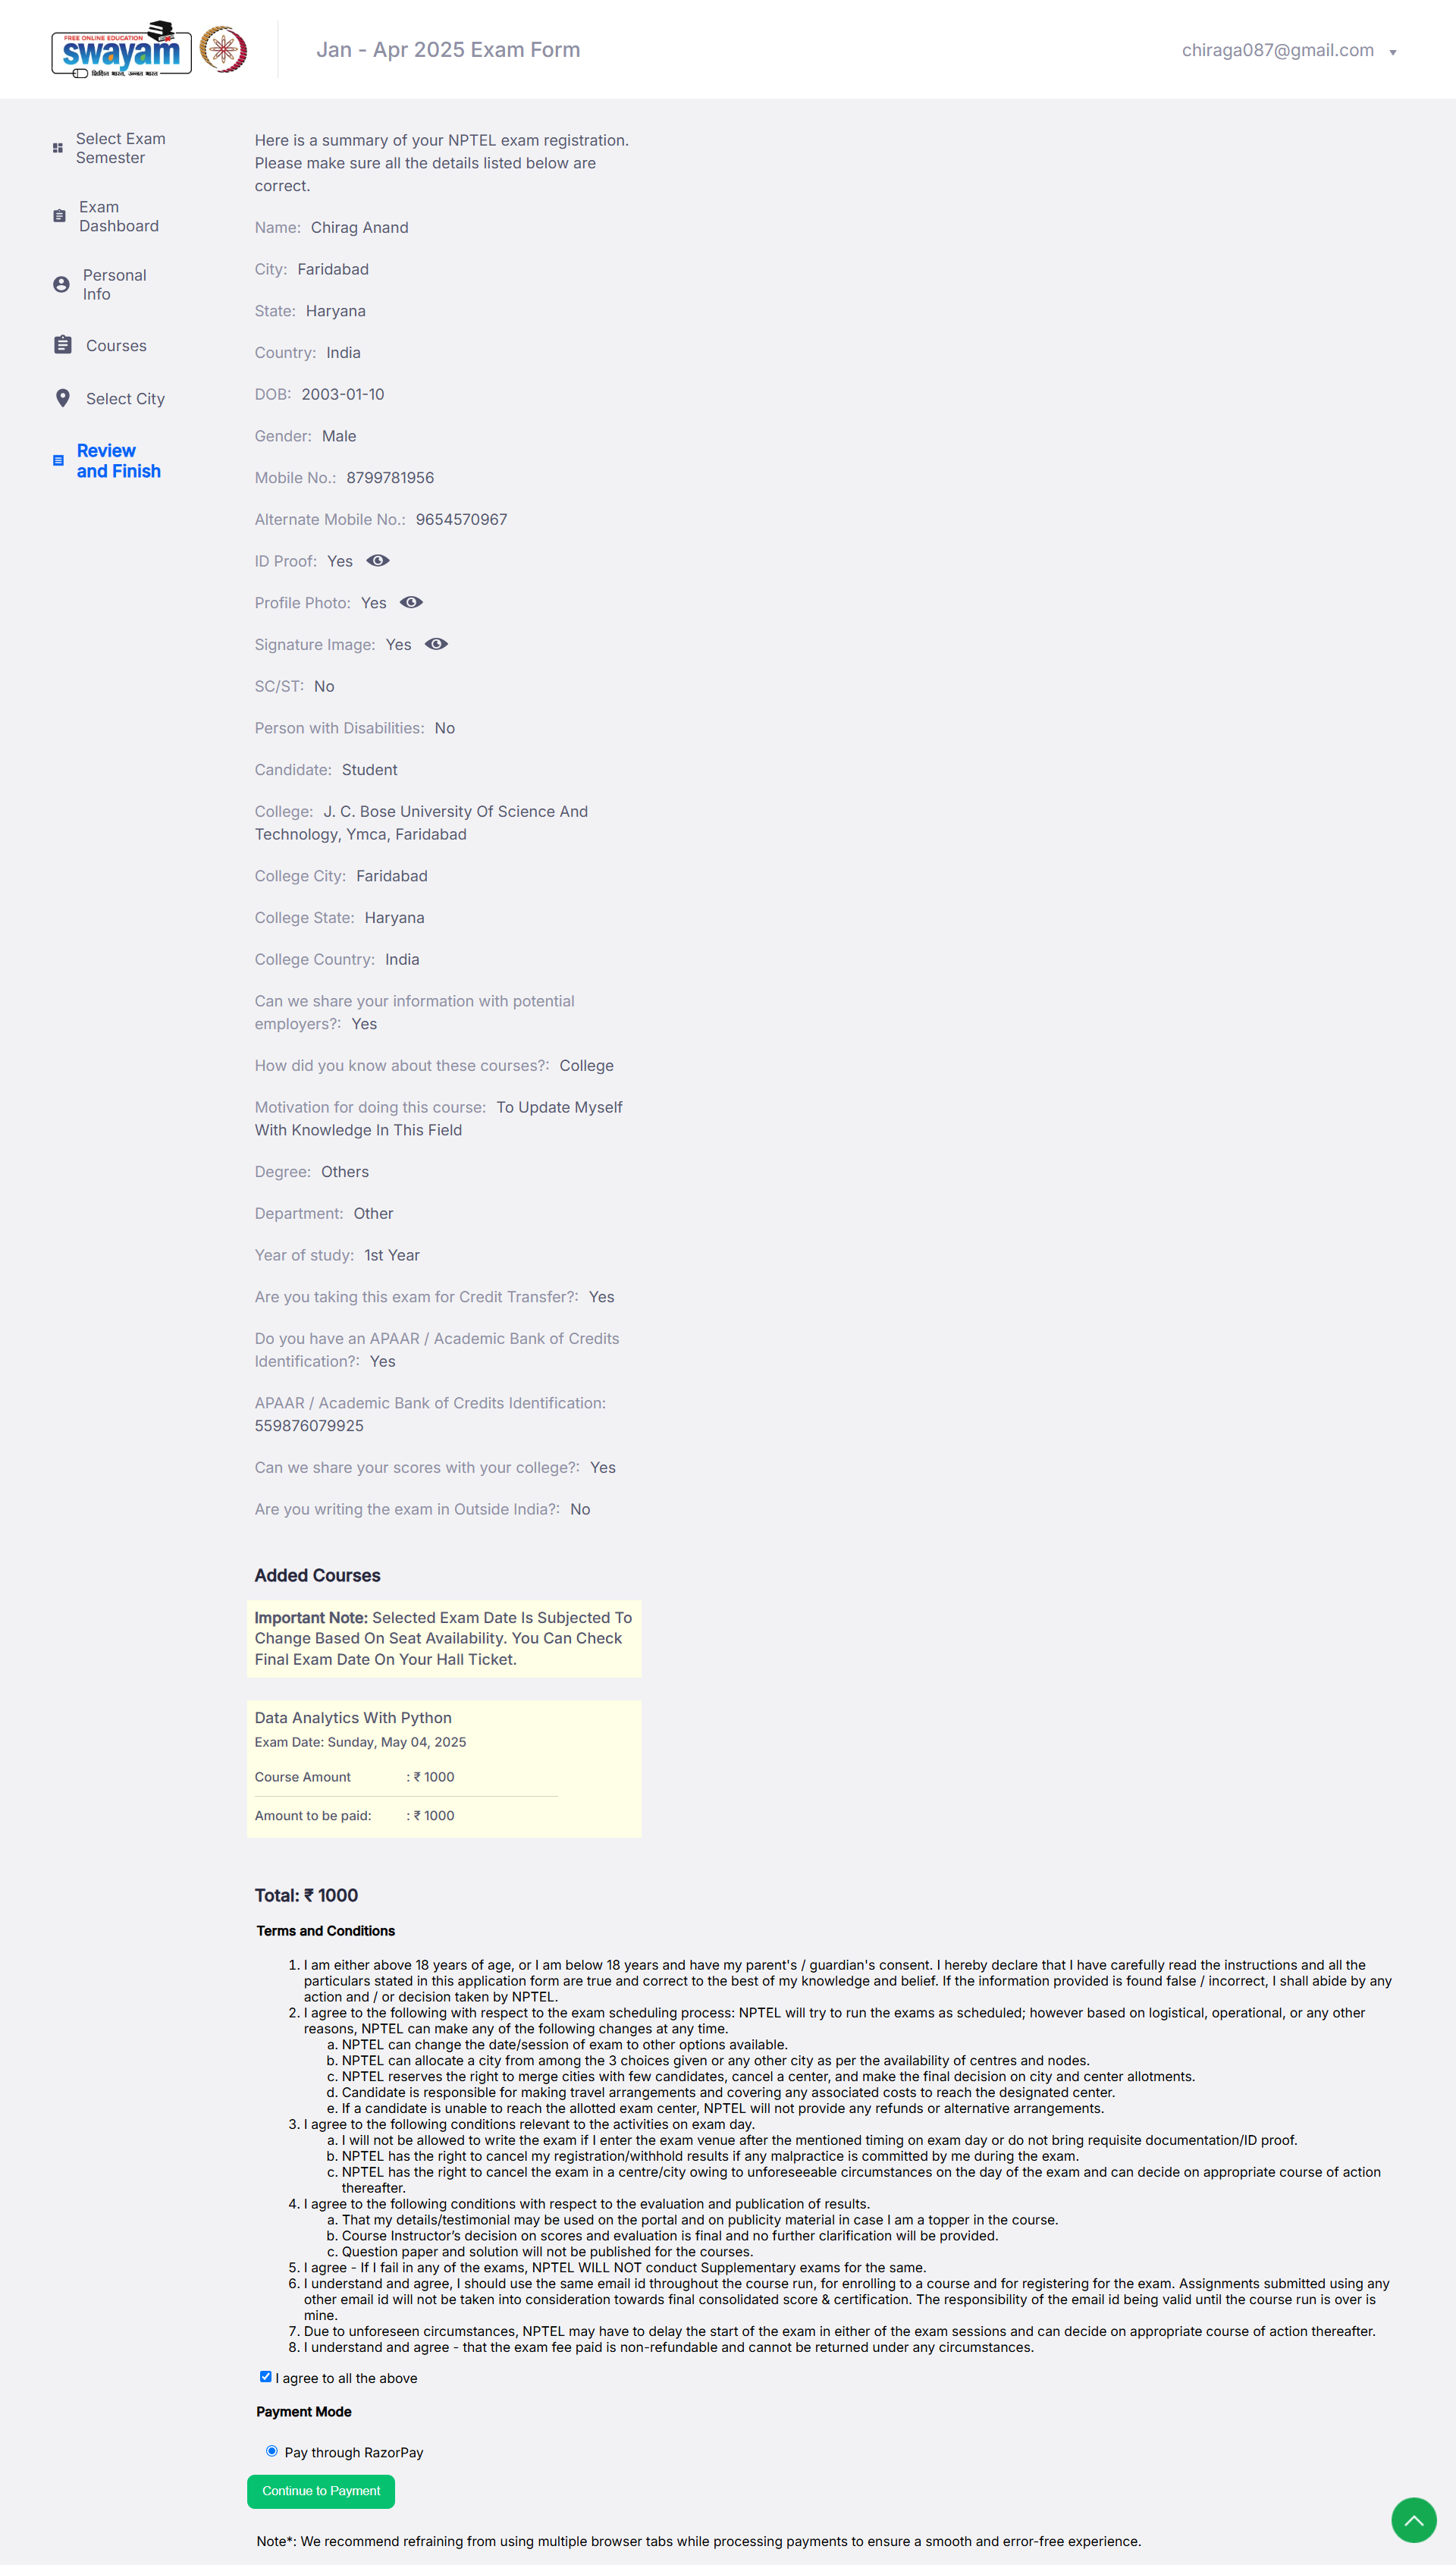 FREE ONLINE EDUCATION
swayam
शिक्षित भारत, उन्नत भारत
Jan - Apr 2025 Exam Form
chiraga087@gmail.com
Select Exam
Semester
Exam
Dashboard
Personal
Info
Courses
Select City
Review
and Finish
Here is a summary of your NPTEL exam registration.
Please make sure all the details listed below are
correct.
Name: Chirag Anand
City: Faridabad
State: Haryana
Country: India
DOB: 2003-01-10
Gender: Male
Mobile No.: 8799781956
Alternate Mobile No.: 9654570967
ID Proof: Yes
Profile Photo: Yes
Signature Image: Yes
SC/ST: No
Person with Disabilities: No
Candidate: Student
College: J. C. Bose University Of Science And
Technology, Ymca, Faridabad
College City: Faridabad
College State: Haryana
College Country: India
Can we share your information with potential
employers?: Yes
How did you know about these courses?: College
Motivation for doing this course: To Update Myself
With Knowledge In This Field
Degree: Others
Department: Other
Year of study: 1st Year
Are you taking this exam for Credit Transfer?: Yes
Do you have an APAAR / Academic Bank of Credits
Identification?: Yes
APAAR / Academic Bank of Credits Identification:
559876079925
Can we share your scores with your college?: Yes
Are you writing the exam in Outside India?: No
Added Courses
Important Note: Selected Exam Date Is Subjected To
Change Based On Seat Availability. You Can Check
Final Exam Date On Your Hall Ticket.
Data Analytics With Python
Exam Date: Sunday, May 04, 2025
Course Amount : ₹ 1000
Amount to be paid: : ₹ 1000
Total: ₹ 1000
Terms and Conditions
1. I am either above 18 years of age, or I am below 18 years and have my parent's / guardian's consent. I hereby declare that I have carefully read the instructions and all the
particulars stated in this application form are true and correct to the best of my knowledge and belief. If the information provided is found false / incorrect, I shall abide by any
action and / or decision taken by NPTEL.
2. I agree to the following with respect to the exam scheduling process: NPTEL will try to run the exams as scheduled; however based on logistical, operational, or any other
reasons, NPTEL can make any of the following changes at any time.
a. NPTEL can change the date/session of exam to other options available.
b. NPTEL can allocate a city from among the 3 choices given or any other city as per the availability of centres and nodes.
c. NPTEL reserves the right to merge cities with few candidates, cancel a center, and make the final decision on city and center allotments.
d. Candidate is responsible for making travel arrangements and covering any associated costs to reach the designated center.
e. If a candidate is unable to reach the allotted exam center, NPTEL will not provide any refunds or alternative arrangements.
3. I agree to the following conditions relevant to the activities on exam day.
a. I will not be allowed to write the exam if I enter the exam venue after the mentioned timing on exam day or do not bring requisite documentation/ID proof.
b. NPTEL has the right to cancel my registration/withhold results if any malpractice is committed by me during the exam.
c. NPTEL has the right to cancel the exam in a centre/city owing to unforeseeable circumstances on the day of the exam and can decide on appropriate course of action
thereafter.
4. I agree to the following conditions with respect to the evaluation and publication of results.
a. That my details/testimonial may be used on the portal and on publicity material in case I am a topper in the course.
b. Course Instructor’s decision on scores and evaluation is final and no further clarification will be provided.
c. Question paper and solution will not be published for the courses.
5. I agree - If I fail in any of the exams, NPTEL WILL NOT conduct Supplementary exams for the same.
6. I understand and agree, I should use the same email id throughout the course run, for enrolling to a course and for registering for the exam. Assignments submitted using any
other email id will not be taken into consideration towards final consolidated score & certification. The responsibility of the email id being valid until the course run is over is
mine.
7. Due to unforeseen circumstances, NPTEL may have to delay the start of the exam in either of the exam sessions and can decide on appropriate course of action thereafter.
8. I understand and agree - that the exam fee paid is non-refundable and cannot be returned under any circumstances.
I agree to all the above
Payment Mode
Pay through RazorPay
Continue to Payment
Note*: We recommend refraining from using multiple browser tabs while processing payments to ensure a smooth and error-free experience.